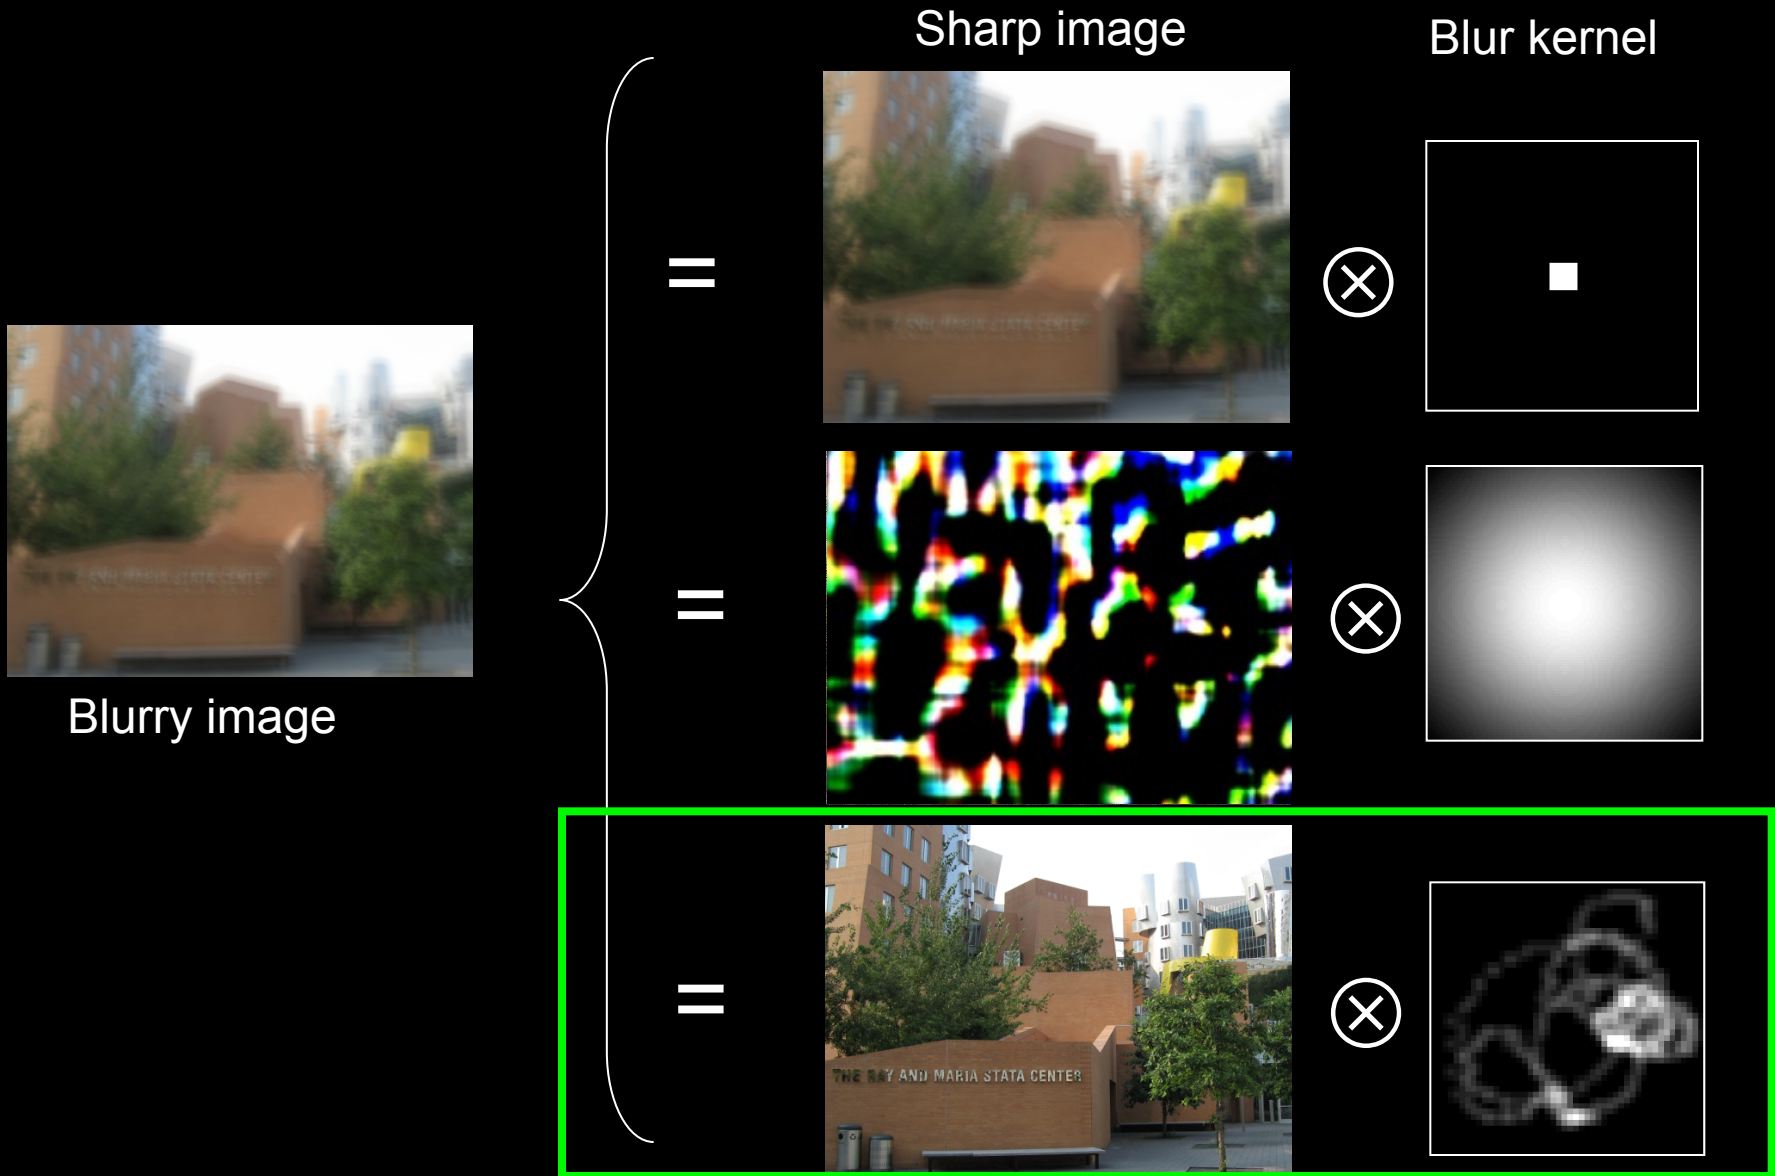 Sharp image
Blur kernel
=
⊗
=
⊗
Blurry image
=
⊗
THE RAY AND MARIA STATA CENTER